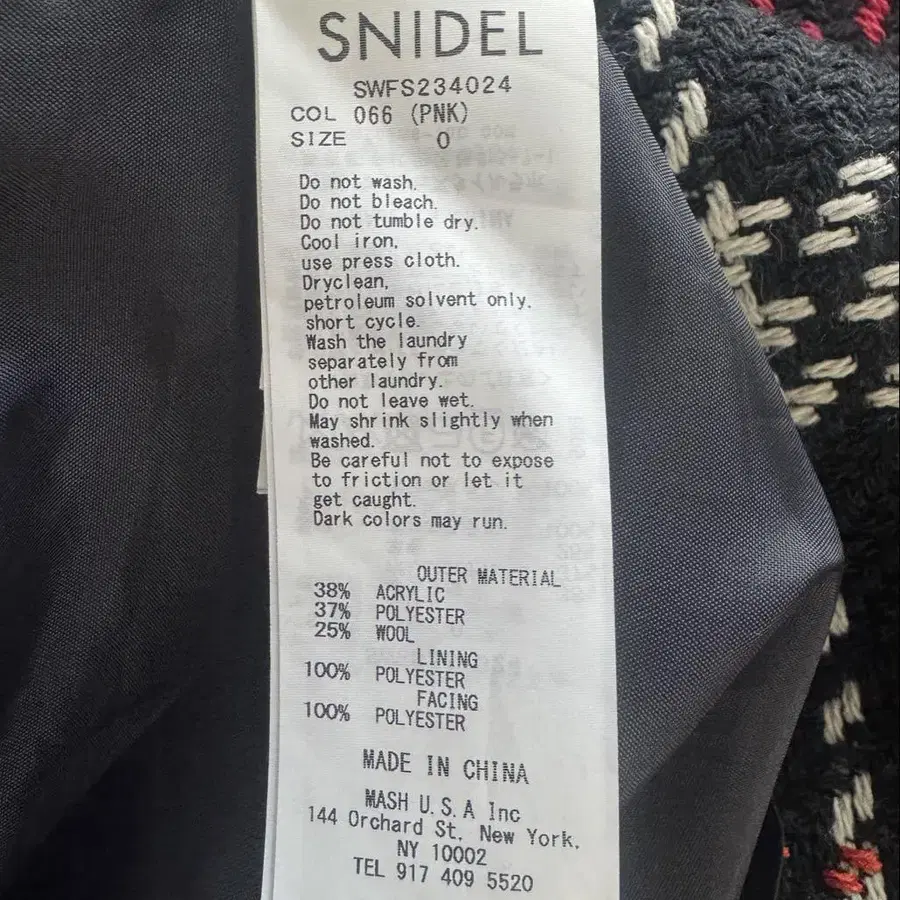 SNIDEL
SWFS234024
COL 066 (PNK)
SIZE 0
Do not wash.
Do not bleach.
Do not tumble dry.
Cool iron,
use press cloth.
Dryclean,
petroleum solvent only.
short cycle.
Wash the laundry
separately from
other laundry.
Do not leave wet.
May shrink slightly when
washed.
Be careful not to expose
to friction or let it
get caught.
Dark colors may run.
OUTER MATERIAL
38% ACRYLIC
37% POLYESTER
25% WOOL
LINING
100% POLYESTER
FACING
100% POLYESTER
MADE IN CHINA
MASH U.S.A Inc
144 Orchard St. New York,
NY 10002
TEL 917 409 5520